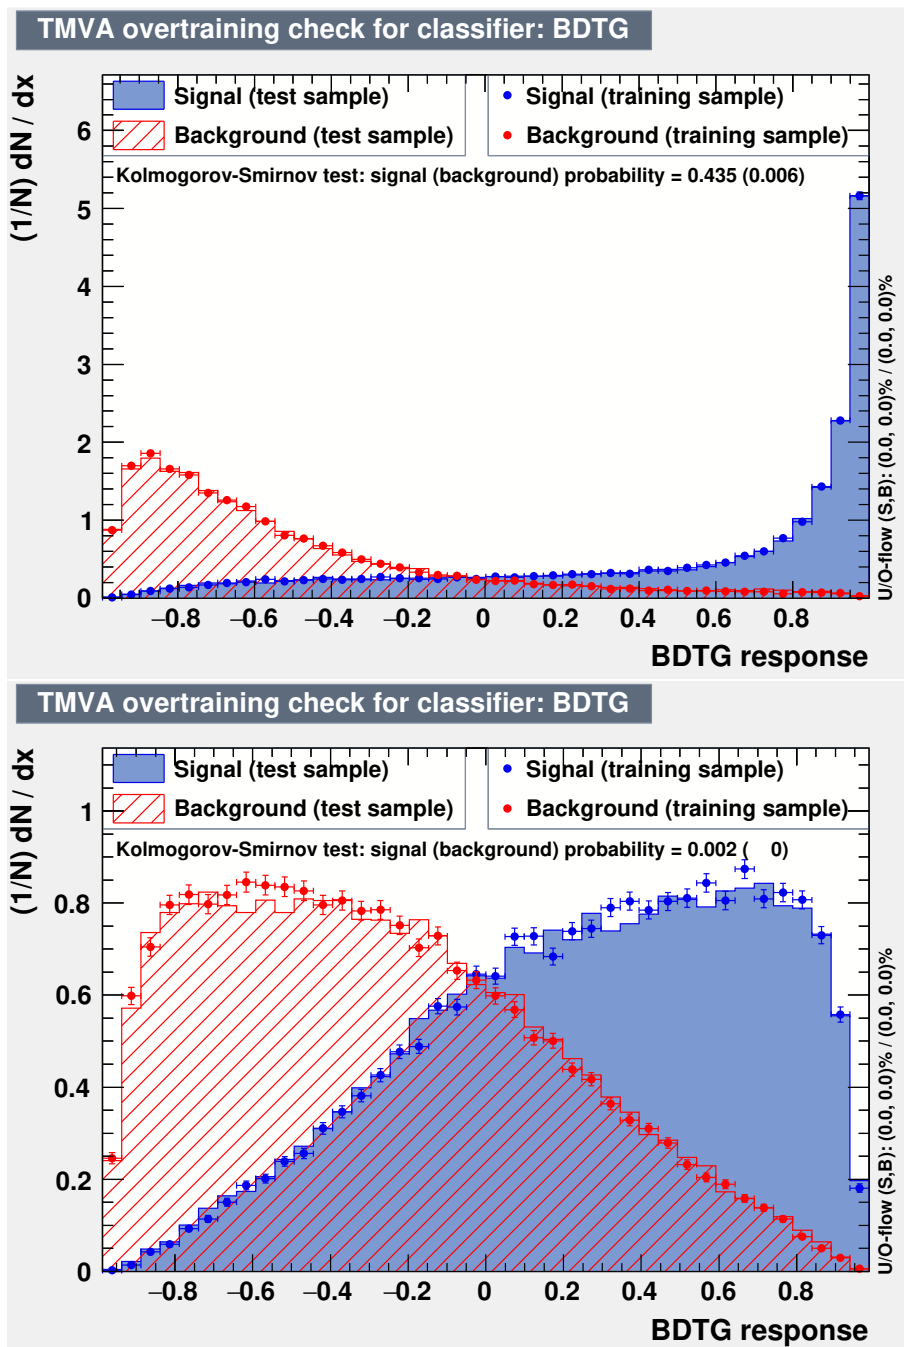 TMVA overtraining check for classifier: BDTG
Signal (test sample)
Background (test sample)
Signal (training sample)
Background (training sample)
Kolmogorov-Smirnov test: signal (background) probability = 0.435 (0.006)
(1/N) dN / dx
6
5
4
3
2
1
0
−0.8 −0.6 −0.4 −0.2 0 0.2 0.4 0.6 0.8
BDTG response
U/O-flow (S,B): (0.0, 0.0)% / (0.0, 0.0)%
TMVA overtraining check for classifier: BDTG
Signal (test sample)
Background (test sample)
Signal (training sample)
Background (training sample)
Kolmogorov-Smirnov test: signal (background) probability = 0.002 (    0)
(1/N) dN / dx
1
0.8
0.6
0.4
0.2
0
−0.8 −0.6 −0.4 −0.2 0 0.2 0.4 0.6 0.8
BDTG response
U/O-flow (S,B): (0.0, 0.0)% / (0.0, 0.0)%